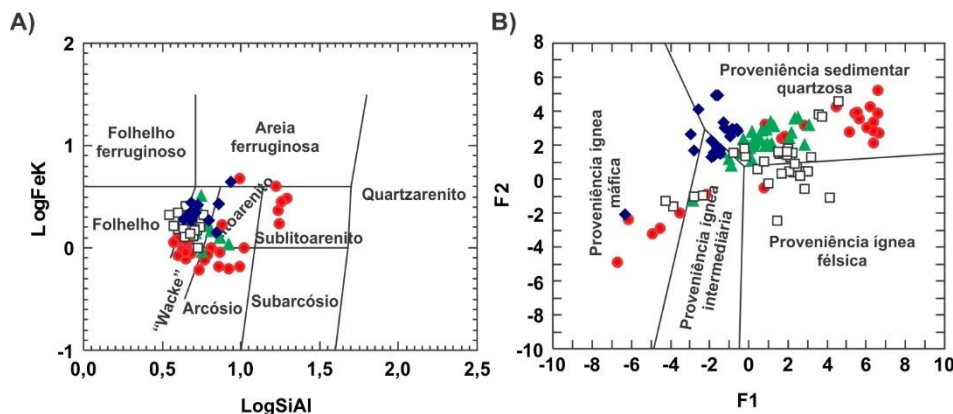 A)
LogFeK
2
1
0
-1
Folhelho
ferruginoso
Areia
ferruginosa
Folhelho
"Wacke"
Litoarenito
Sublitoarenito
Quartzarenito
Arcósio
Subarcósio
0,0
0,5
1,0
1,5
2,0
2,5
LogSiAl
B)
F2
8
6
4
2
0
-2
-4
-6
-8
-10
Proveniência sedimentar
quartzosa
Proveniência ígnea
máfica
Proveniência ígnea
intermediária
Proveniência ígnea
félsica
-10 -8 -6 -4 -2 0 2 4 6 8 10
F1